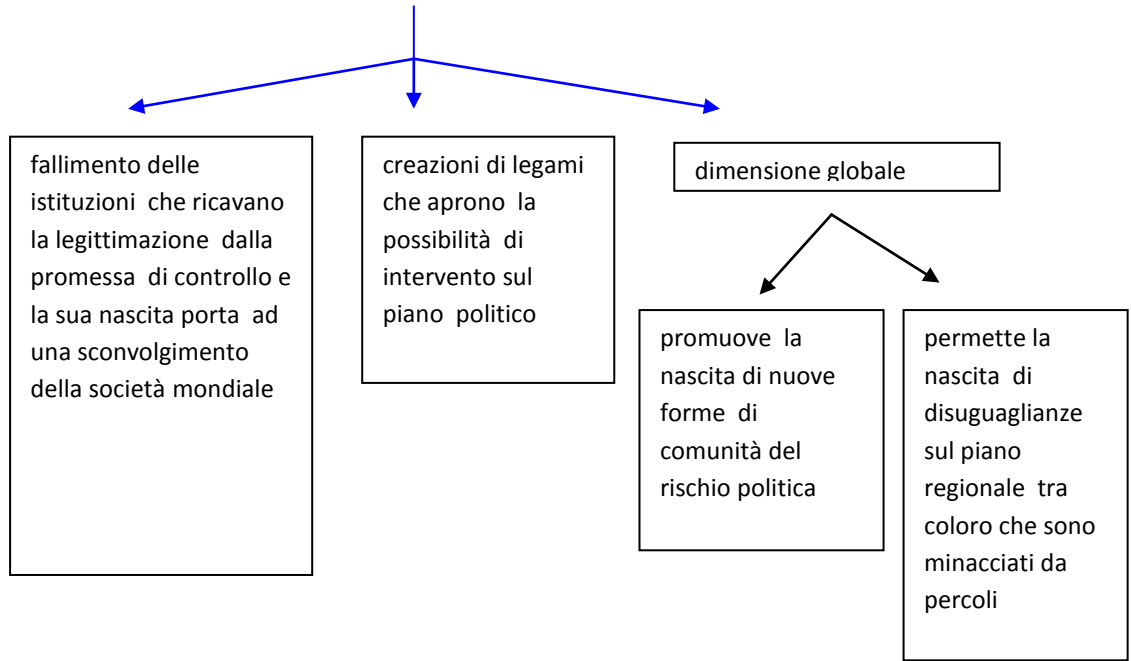 fallimento delle
istituzioni che ricavano
la legittimazione dalla
promessa di controllo e
la sua nascita porta ad
una sconvolgimento
della società mondiale
creazioni di legami
che aprono la
possibilità di
intervento sul
piano politico
dimensione globale
promuove la
nascita di nuove
forme di
comunità del
rischio politica
permette la
nascita di
disuguaglianze
sul piano
regionale tra
coloro che sono
minacciati da
percoli